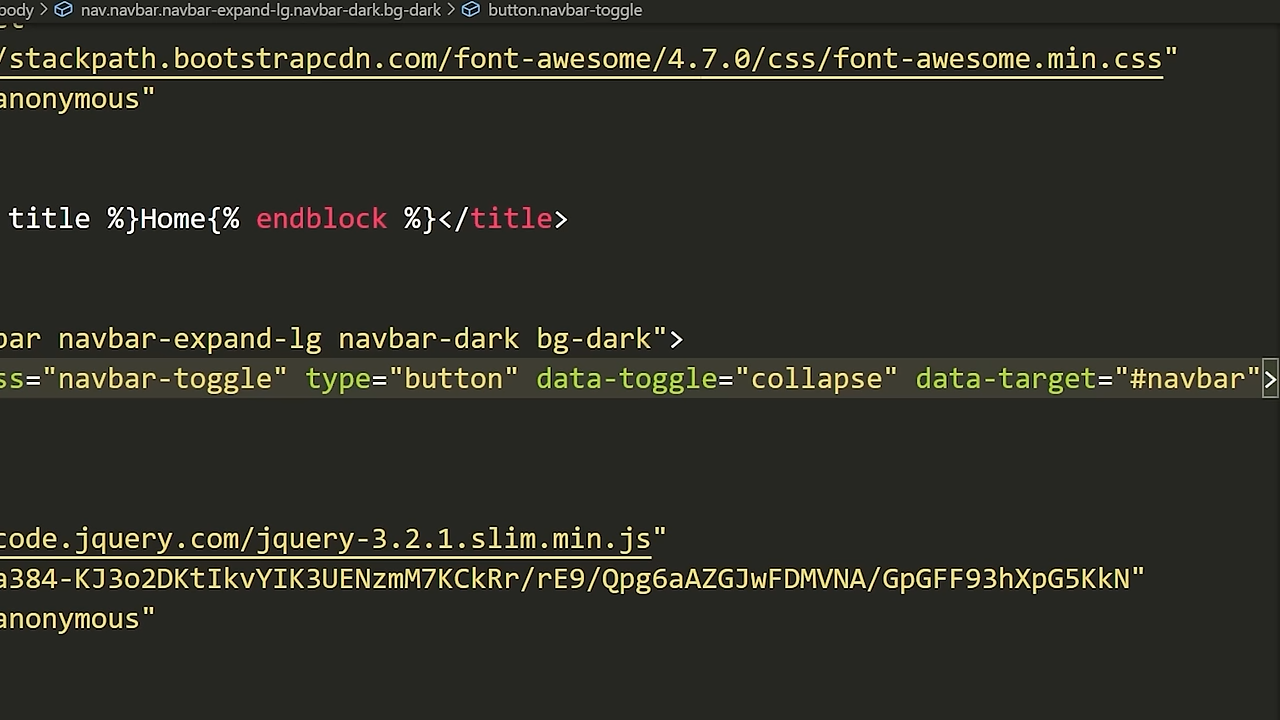 body > nav.navbar.navbar-expand-lg.navbar-dark.bg-dark > button.navbar-toggle
/stackpath.bootstrapcdn.com/font-awesome/4.7.0/css/font-awesome.min.css"
anonymous"
title %}Home{% endblock %}</title>
bar navbar-expand-lg navbar-dark bg-dark">
ss="navbar-toggle" type="button" data-toggle="collapse" data-target="#navbar">
code.jquery.com/jquery-3.2.1.slim.min.js"
a384-KJ3o2DKtIkvYIK3UENzmM7KCkRr/rE9/Qpg6aAZGJwFDMVNA/GpGFF93hXpG5KkN"
anonymous"